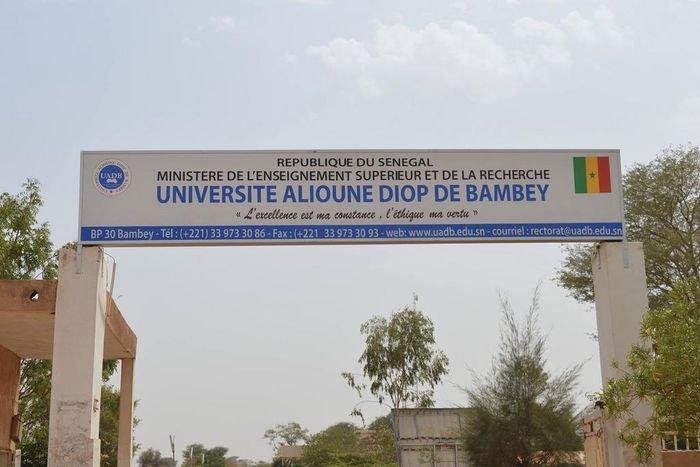 REPUBLIQUE DU SENEGAL
MINISTERE DE L'ENSEIGNEMENT SUPERIEUR ET DE LA RECHERCHE
UNIVERSITE ALIOUNE DIOP DE BAMBEY
" L'excellence est ma constance , l'éthique ma vertu "
BP 30 Bambey - Tél : (+221) 33 973 30 86 - Fax : (+221 33 973 30 93 - web: www.uadb.edu.sn - courriel : rectorat@uadb.edu.sn
UADB